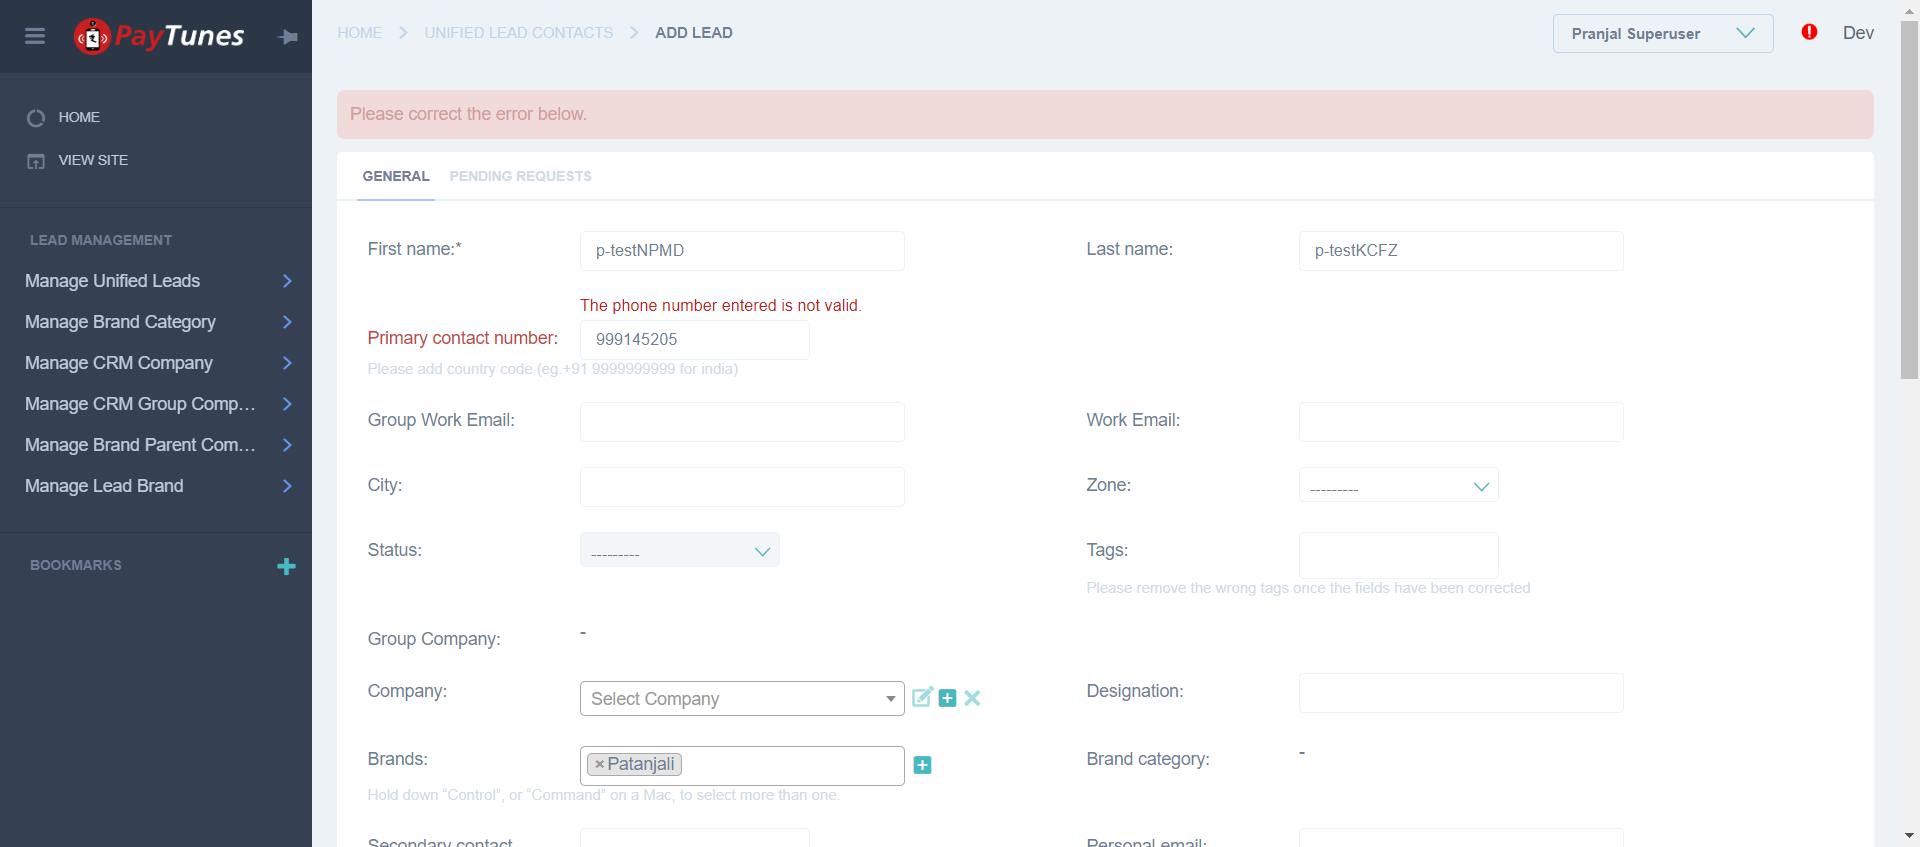 PayTunes
HOME
VIEW SITE
LEAD MANAGEMENT
Manage Unified Leads
Manage Brand Category
Manage CRM Company
Manage CRM Group Comp...
Manage Brand Parent Com...
Manage Lead Brand
BOOKMARKS
HOME UNIFIED LEAD CONTACTS ADD LEAD
Pranjal Superuser
Dev
Please correct the error below.
GENERAL PENDING REQUESTS
First name:* p-testNPMD Last name: p-testKCFZ
The phone number entered is not valid.
Primary contact number: 999145205
Please add country code (eg.+91 9999999999 for india)
Group Work Email: Work Email:
City: Zone: ---------
Status: --------- Tags:
Please remove the wrong tags once the fields have been corrected
Group Company: -
Company: Select Company Designation:
Brands: ×Patanjali Brand category: -
Hold down “Control”, or “Command” on a Mac, to select more than one.
Secondary contact Personal email: